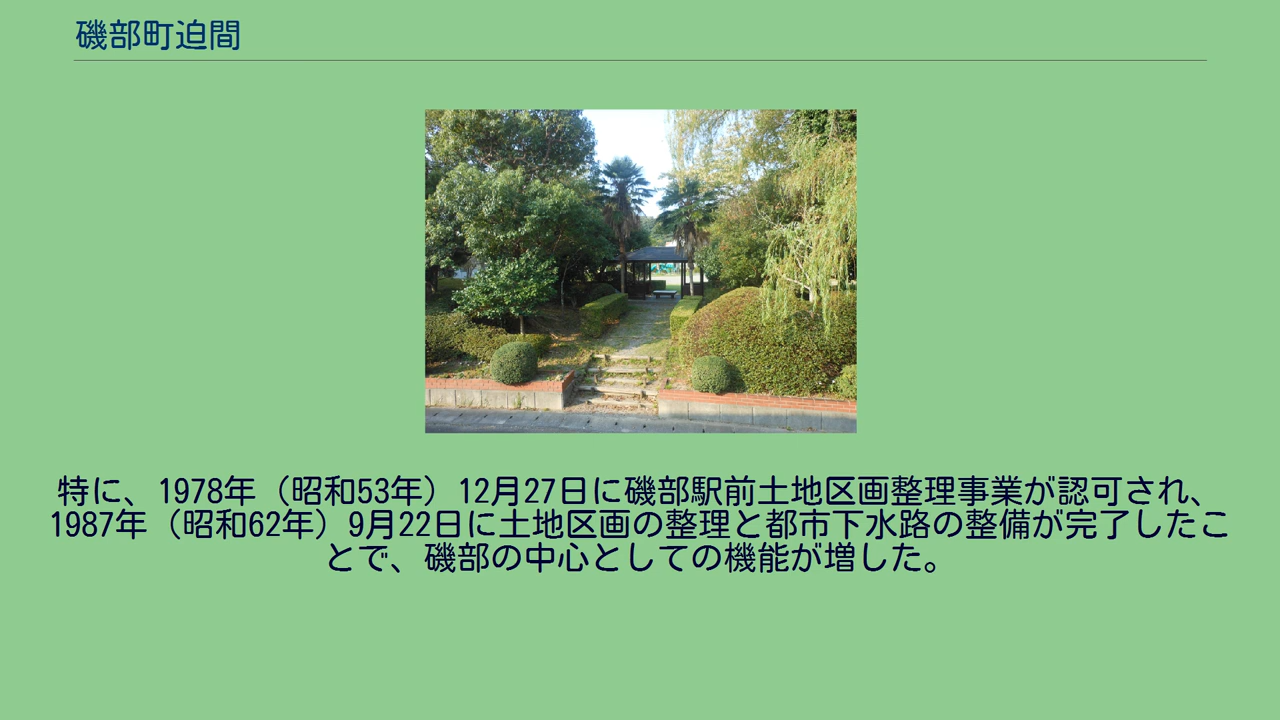 磯部町迫間
特に、1978年（昭和53年）12月27日に磯部駅前土地区画整理事業が認可され、
1987年（昭和62年）9月22日に土地区画の整理と都市下水路の整備が完了したこ
とで、磯部の中心としての機能が増した。